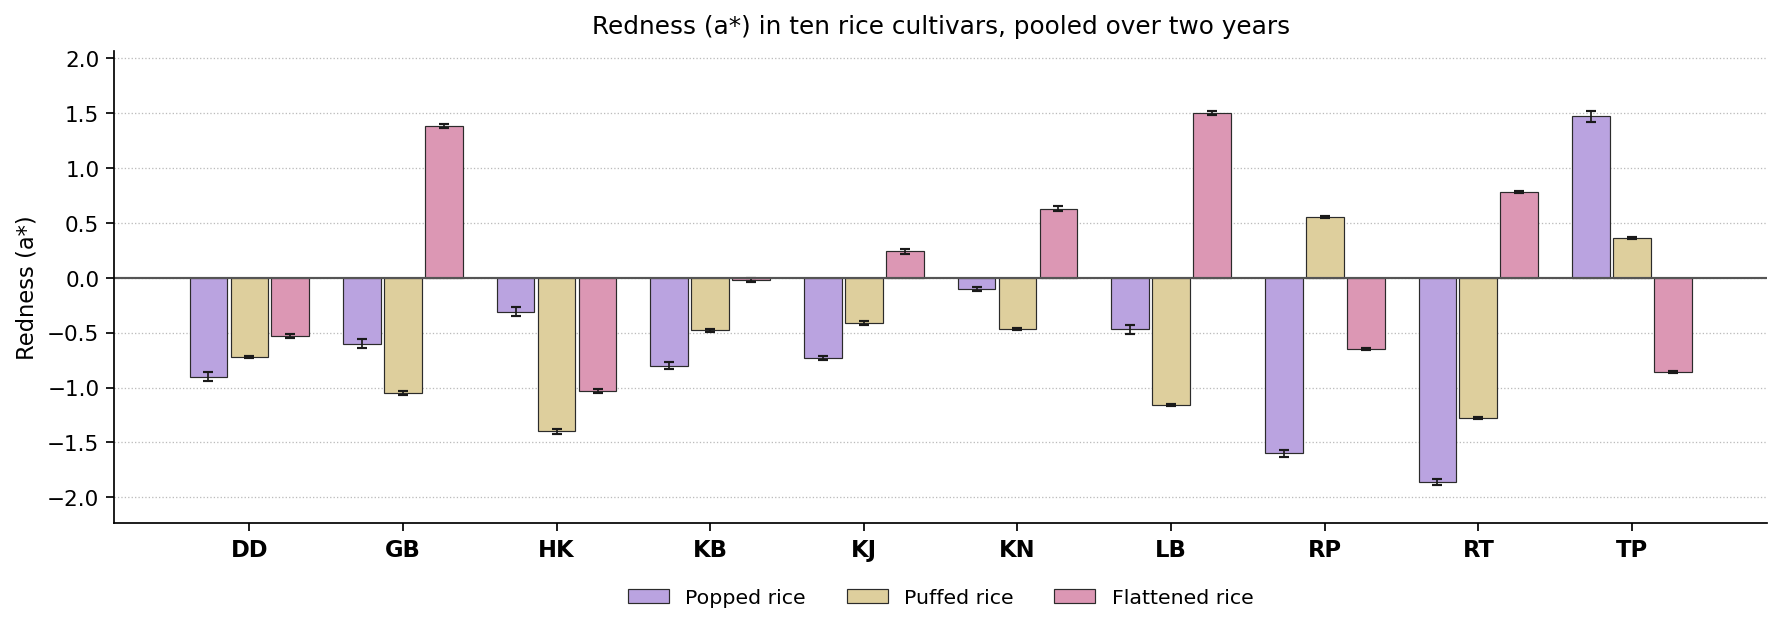 Redness (a*) in ten rice cultivars, pooled over two years
Redness (a*)
2.0
1.5
1.0
0.5
0.0
−0.5
−1.0
−1.5
−2.0
DD GB HK KB KJ KN LB RP RT TP
Popped rice Puffed rice Flattened rice